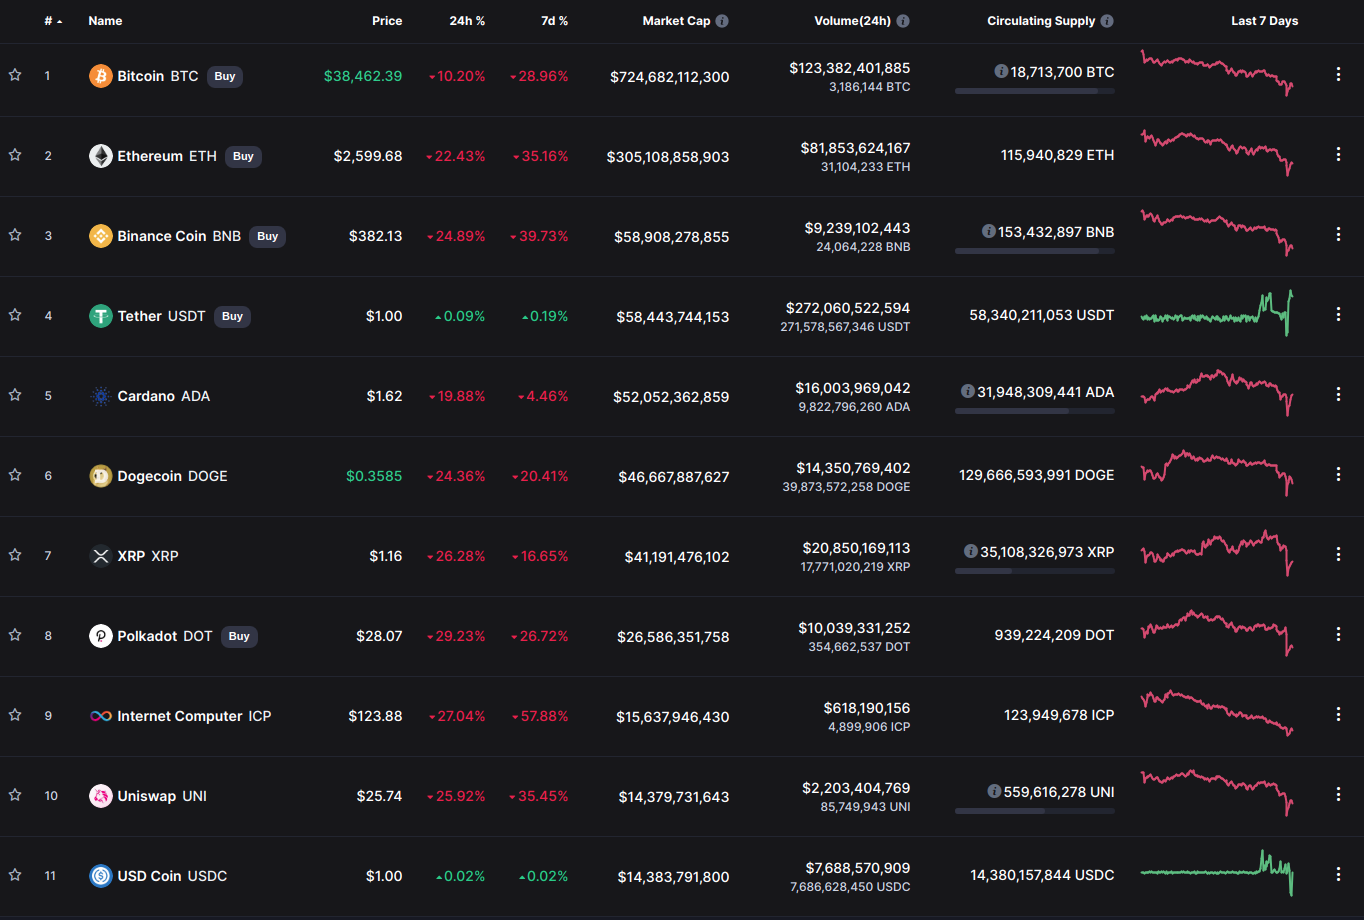 # Name Price 24h % 7d % Market Cap Volume(24h) Circulating Supply Last 7 Days
1 Bitcoin BTC Buy $38,462.39 10.20% 28.96% $724,682,112,300 $123,382,401,885 18,713,700 BTC
3,186,144 BTC
2 Ethereum ETH Buy $2,599.68 22.43% 35.16% $305,108,858,903 $81,853,624,167 115,940,829 ETH
31,104,233 ETH
3 Binance Coin BNB Buy $382.13 24.89% 39.73% $58,908,278,855 $9,239,102,443 153,432,897 BNB
24,064,228 BNB
4 Tether USDT Buy $1.00 0.09% 0.19% $58,443,744,153 $272,060,522,594 58,340,211,053 USDT
271,578,567,346 USDT
5 Cardano ADA $1.62 19.88% 4.46% $52,052,362,859 $16,003,969,042 31,948,309,441 ADA
9,822,796,260 ADA
6 Dogecoin DOGE $0.3585 24.36% 20.41% $46,667,887,627 $14,350,769,402 129,666,593,991 DOGE
39,873,572,258 DOGE
7 XRP XRP $1.16 26.28% 16.65% $41,191,476,102 $20,850,169,113 35,108,326,973 XRP
17,771,020,219 XRP
8 Polkadot DOT Buy $28.07 29.23% 26.72% $26,586,351,758 $10,039,331,252 939,224,209 DOT
354,662,537 DOT
9 Internet Computer ICP $123.88 27.04% 57.88% $15,637,946,430 $618,190,156 123,949,678 ICP
4,899,906 ICP
10 Uniswap UNI $25.74 25.92% 35.45% $14,379,731,643 $2,203,404,769 559,616,278 UNI
85,749,943 UNI
11 USD Coin USDC $1.00 0.02% 0.02% $14,383,791,800 $7,688,570,909 14,380,157,844 USDC
7,686,628,450 USDC